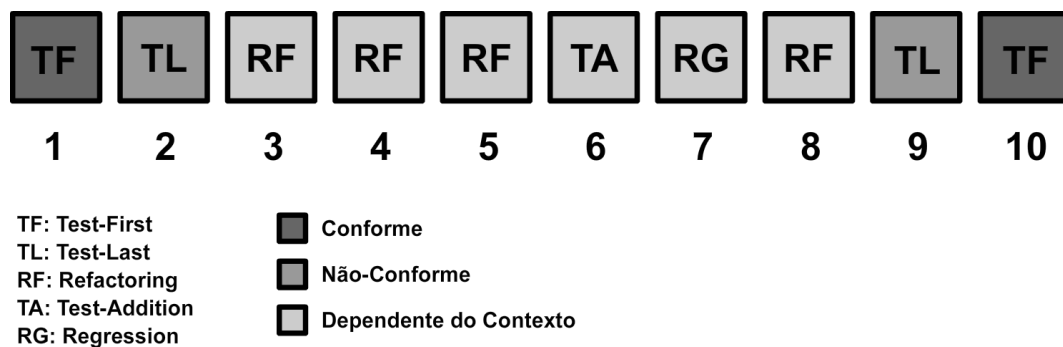 TF TL RF RF RF TA RG RF TL TF
1 2 3 4 5 6 7 8 9 10
TF: Test-First
TL: Test-Last
RF: Refactoring
TA: Test-Addition
RG: Regression
Conforme
Não-Conforme
Dependente do Contexto